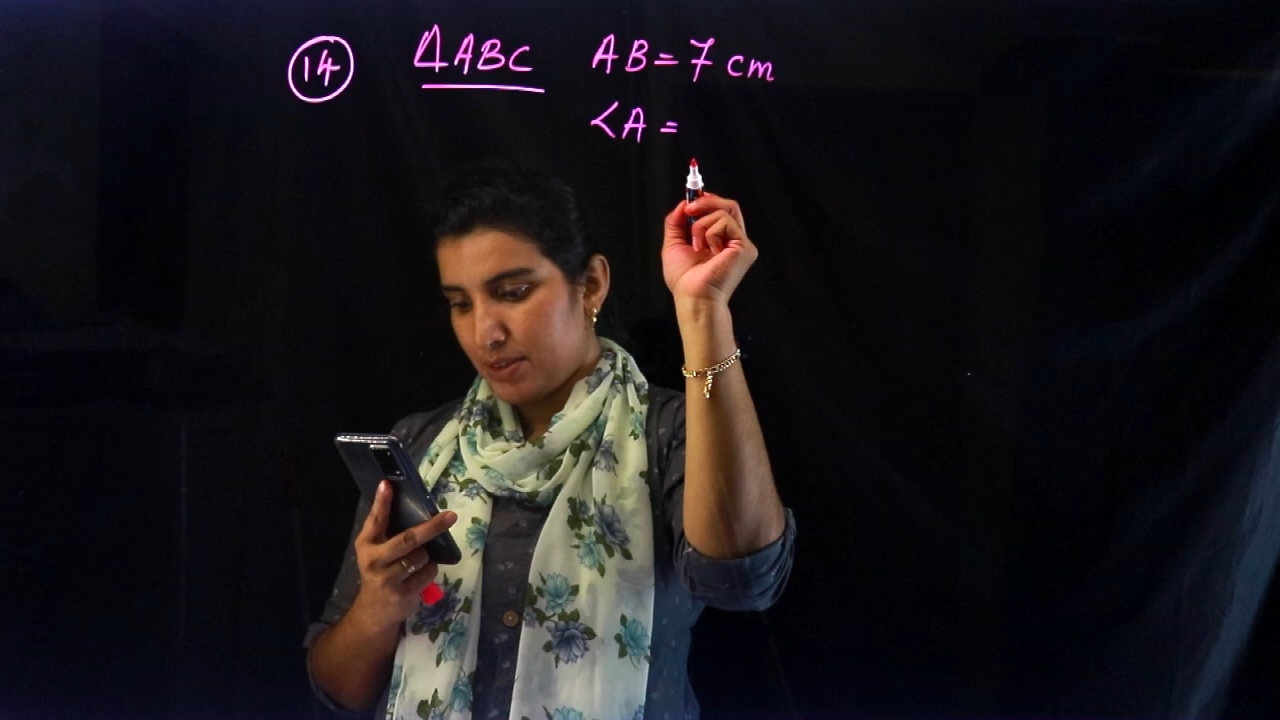 (14) ΔABC AB = 7 cm
<A =